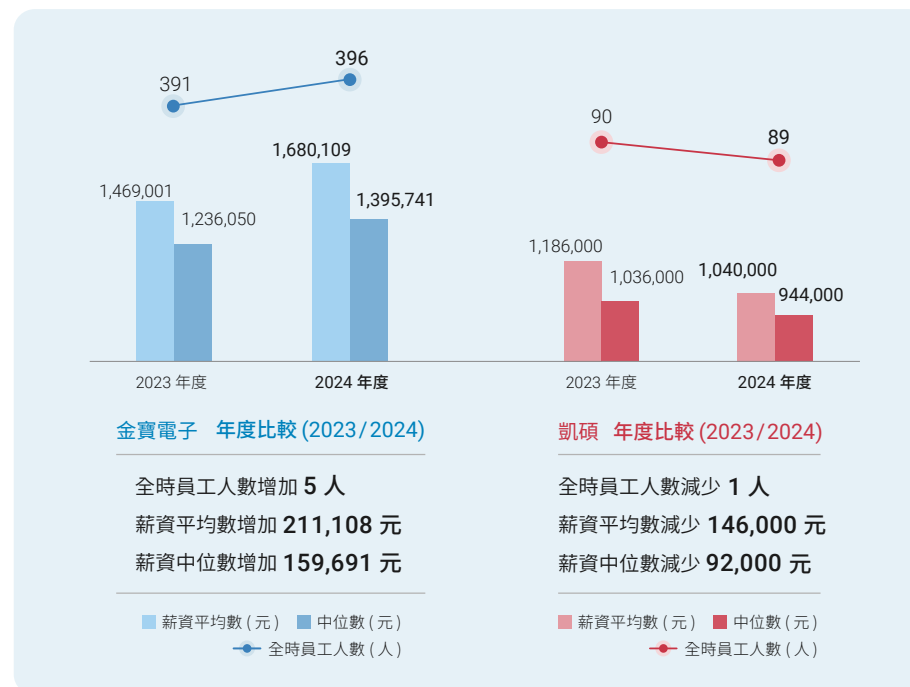 391
396
1,469,001
1,236,050
1,680,109
1,395,741
2023 年度
2024 年度
金寶電子 年度比較 (2023/2024)
全時員工人數增加 5 人
薪資平均數增加 211,108 元
薪資中位數增加 159,691 元
薪資平均數 (元)
中位數 (元)
全時員工人數 (人)
90
89
1,186,000
1,036,000
1,040,000
944,000
2023 年度
2024 年度
凱碩 年度比較 (2023/2024)
全時員工人數減少 1 人
薪資平均數減少 146,000 元
薪資中位數減少 92,000 元
薪資平均數 (元)
中位數 (元)
全時員工人數 (人)